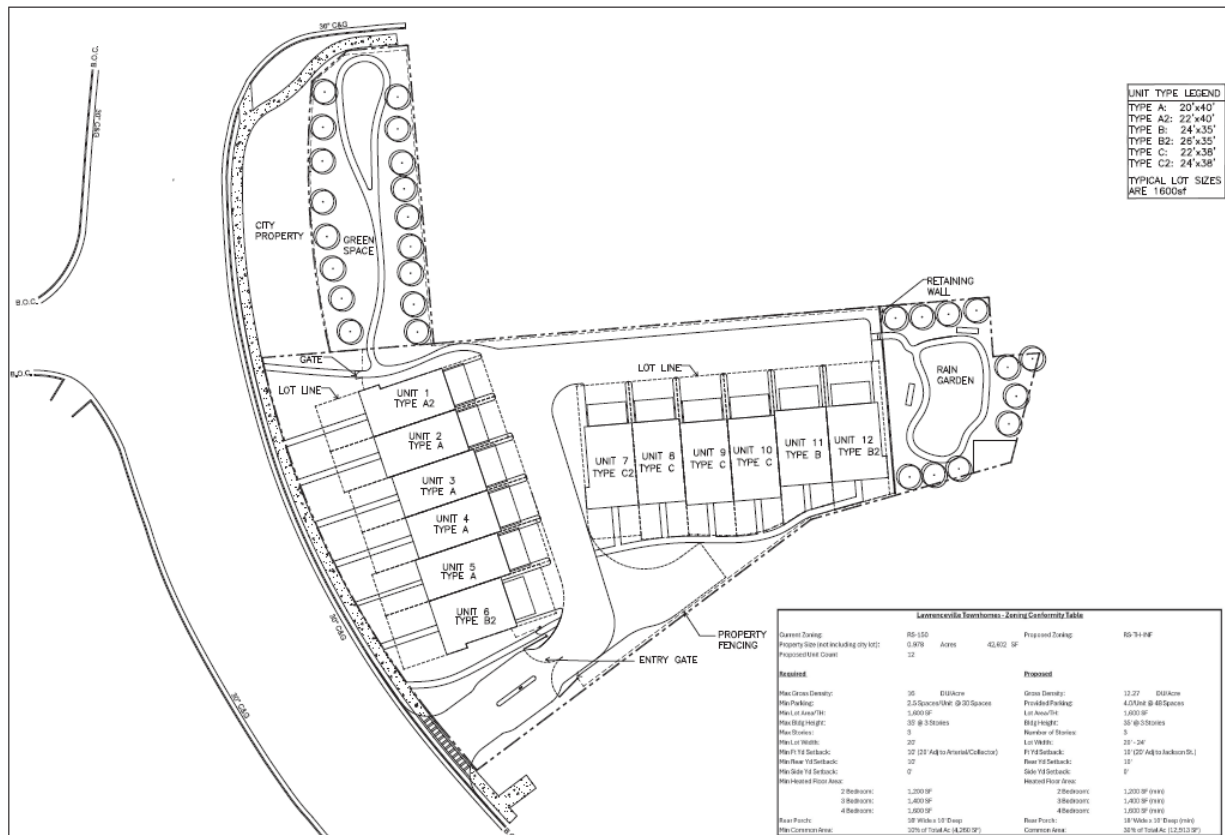 36" C&G
B.O.C.
30" C&G
UNIT TYPE LEGEND
TYPE A: 20'x40'
TYPE A2: 22'x40'
TYPE B: 24'x35'
TYPE B2: 26'x35'
TYPE C: 22'x38'
TYPE C2: 24'x38'
TYPICAL LOT SIZES
ARE 1600sf
CITY
PROPERTY
GREEN
SPACE
B.O.C.
RETAINING
WALL
GATE
B.O.C.
LOT LINE
LOT LINE
RAIN
GARDEN
UNIT 1
TYPE A2
UNIT 2
TYPE A
UNIT 3
TYPE A
UNIT 4
TYPE A
UNIT 5
TYPE A
UNIT 6
TYPE B2
UNIT 7
TYPE C2
UNIT 8
TYPE C
UNIT 9
TYPE C
UNIT 10
TYPE C
UNIT 11
TYPE B
UNIT 12
TYPE B2
30" C&G
PROPERTY
FENCING
ENTRY GATE
30" C&G
Lawrenceville Townhomes - Zoning Conformity Table
Current Zoning: RS-150 Proposed Zoning: RS-TH-INF
Property Size (not including city lot): 0.978 Acres SF
Proposed Unit Count: 12
Required Proposed
Max Gross Density: 16 DU/Acre Gross Density: 12.27 DU/Acre
Min Parking: 2.5 Spaces/Unit @ 30 Spaces Provided Parking: 4.0/Unit @ 48 Spaces
Min Lot Area/TH: 1,600 SF Lot Area/TH: 1,600 SF
Max Bldg Height: 35' @ 3 Stories Bldg Height: 35' @ 3 Stories
Max Stories: 3 Number of Stories: 3
Min Lot Width: 20' Lot Width: 20' - 24'
Min Ft Yd Setback: 10' (20' Adj to Arterial/Collector) Ft Yd Setback: 10' (20' Adj to Jackson St.)
Min Rear Yd Setback: 10' Rear Yd Setback: 10'
Min Side Yd Setback: 0' Side Yd Setback: 0'
Min Heated Floor Area: Heated Floor Area:
2 Bedroom: 1,200 SF 2 Bedroom: 1,200 SF (min)
3 Bedroom: 1,400 SF 3 Bedroom: 1,400 SF (min)
4 Bedroom: 1,600 SF 4 Bedroom: 1,600 SF (min)
Rear Porch: Wide x 10' Deep Rear Porch: Wide x 10' Deep (min)
Min Common Area: 10% of Total Ac (4,260 SF) Common Area: 30% of Total Ac (12,913 SF)